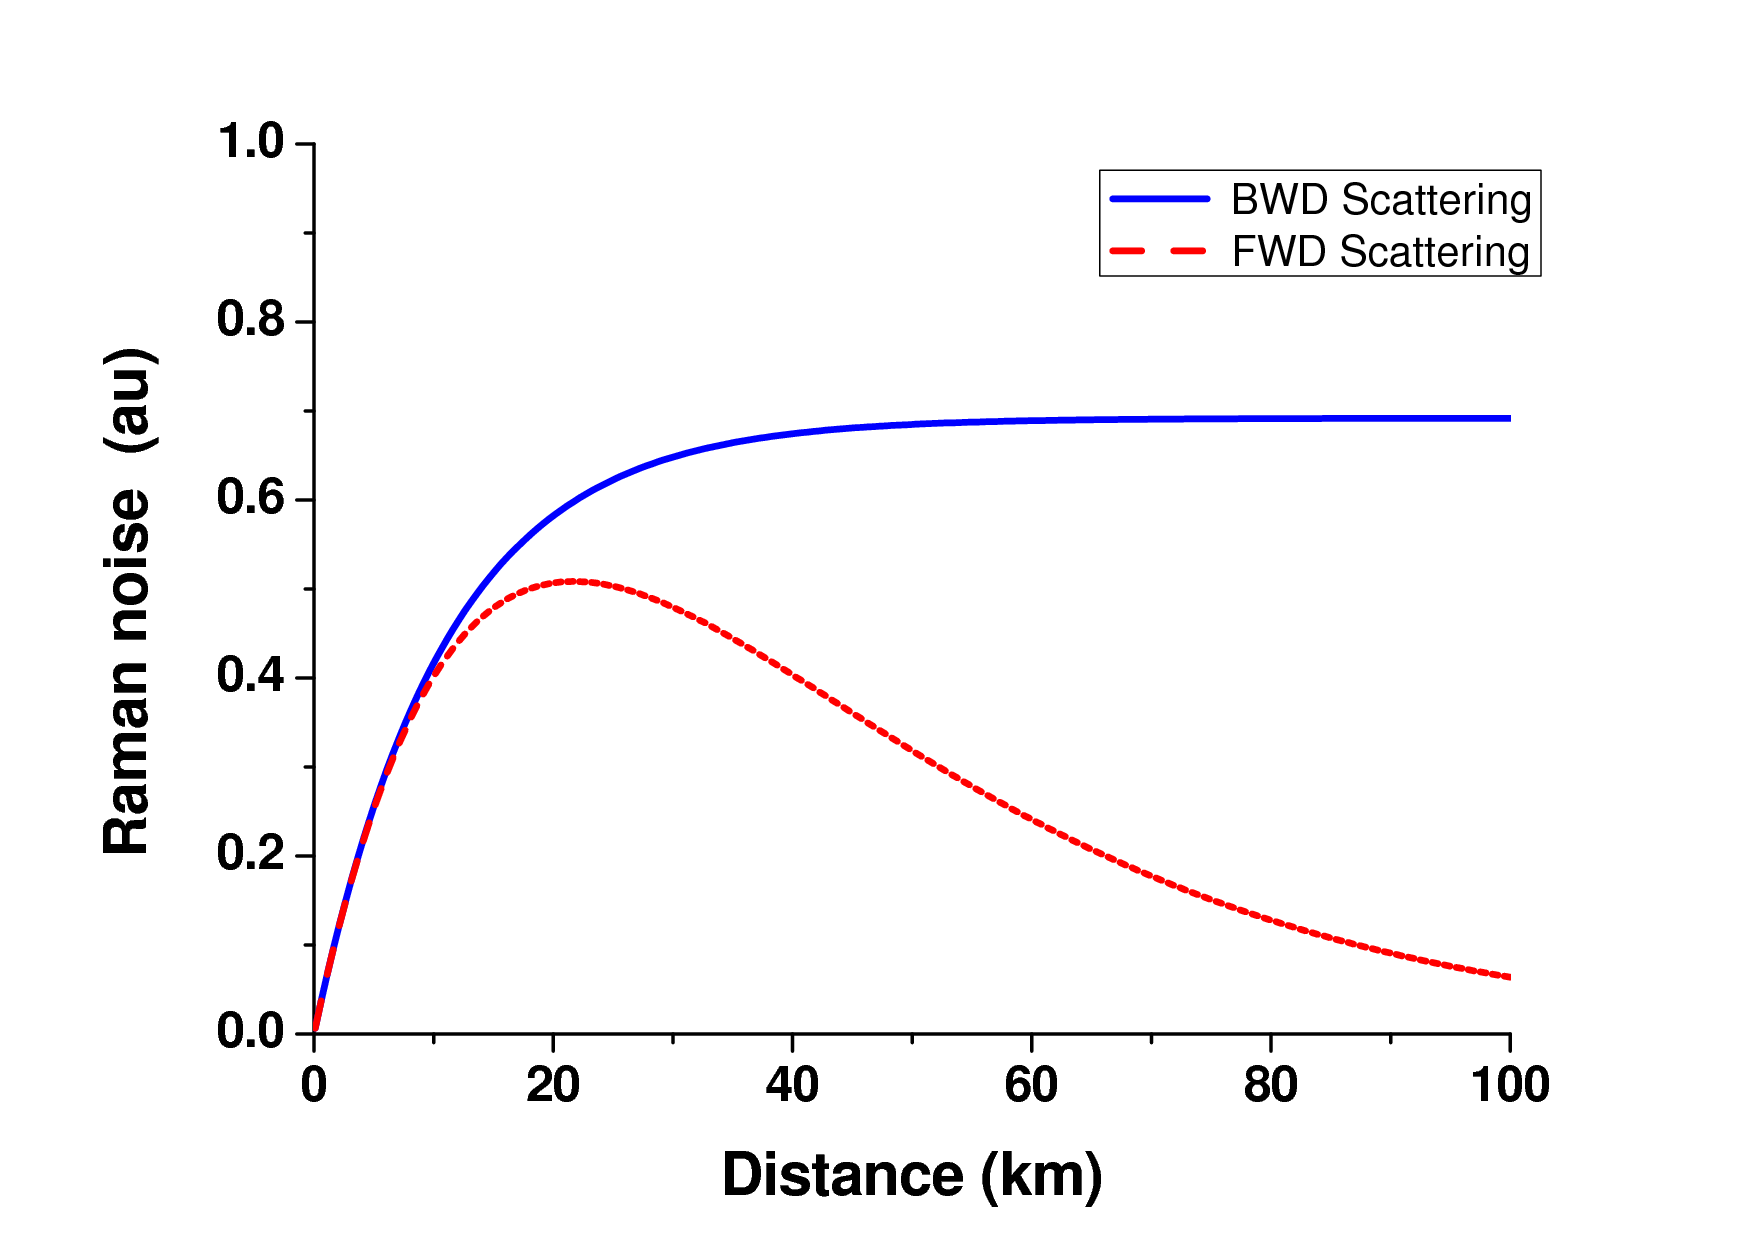 1.0
0.8
0.6
0.4
0.2
0.0
Raman noise (au)
BWD Scattering
FWD Scattering
0 20 40 60 80 100
Distance (km)